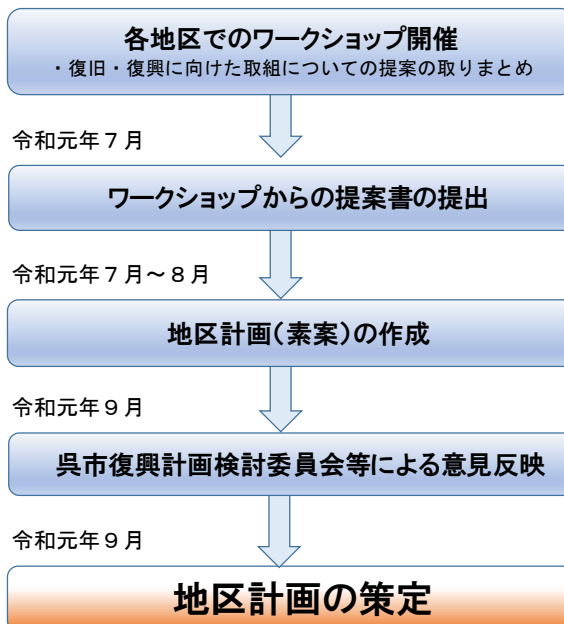 各地区でのワークショップ開催
・復旧・復興に向けた取組についての提案の取りまとめ
令和元年７月
ワークショップからの提案書の提出
令和元年７月～８月
地区計画（素案）の作成
令和元年９月
呉市復興計画検討委員会等による意見反映
令和元年９月
地区計画の策定